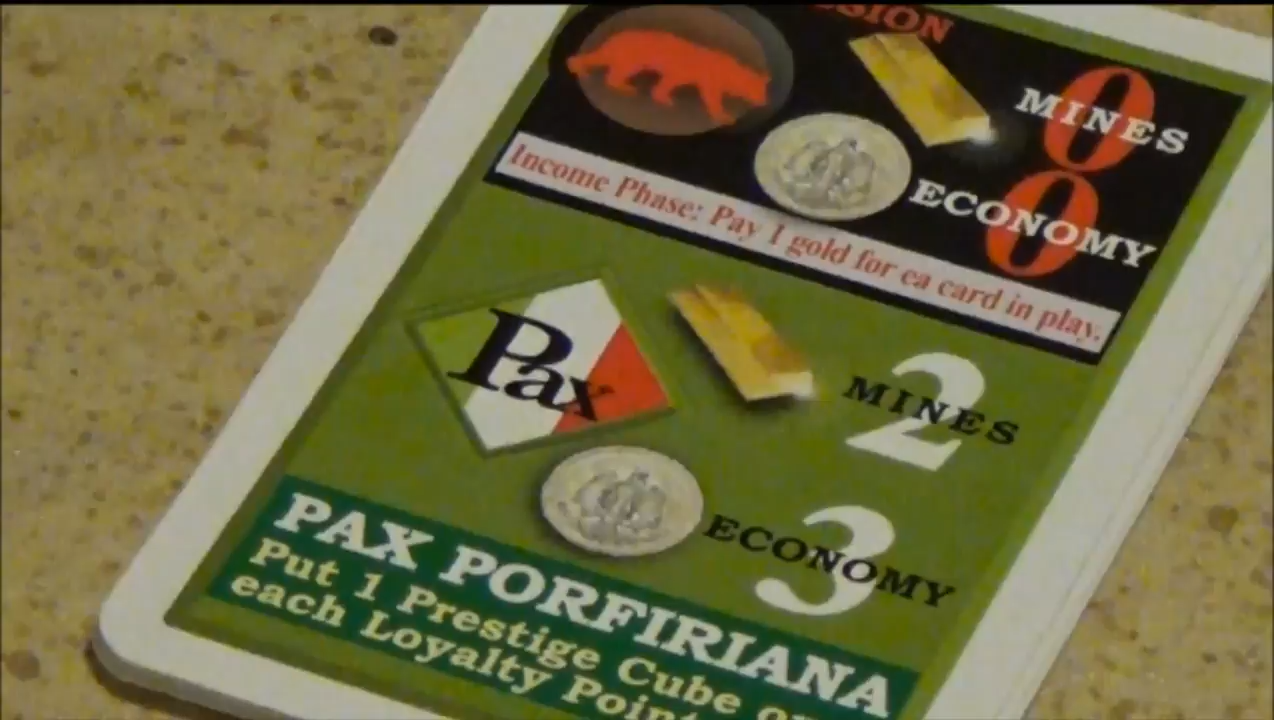 0
MINES
0
ECONOMY
Income Phase: Pay 1 gold for ea card in play.
Pax
2
MINES
3
ECONOMY
PAX PORFIRIANA
Put 1 Prestige Cube
each Loyalty